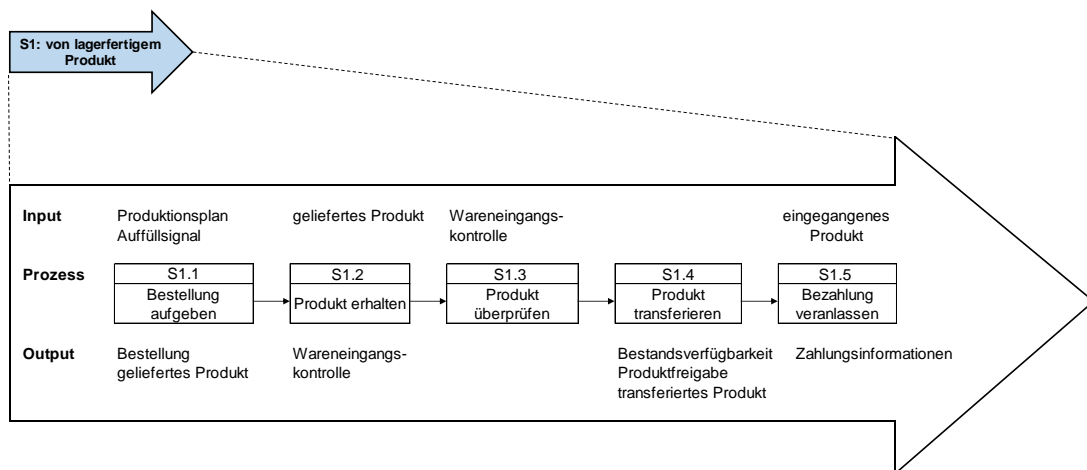 S1: von lagerfertigem
Produkt
Input
Produktionsplan
Auffüllsignal
geliefertes Produkt
Wareneingangs-
kontrolle
eingegangenes
Produkt
Prozess
S1.1
Bestellung
aufgeben
S1.2
Produkt erhalten
S1.3
Produkt
überprüfen
S1.4
Produkt
transferieren
S1.5
Bezahlung
veranlassen
Output
Bestellung
geliefertes Produkt
Wareneingangs-
kontrolle
Bestandsverfügbarkeit
Produktfreigabe
transferiertes Produkt
Zahlungsinformationen